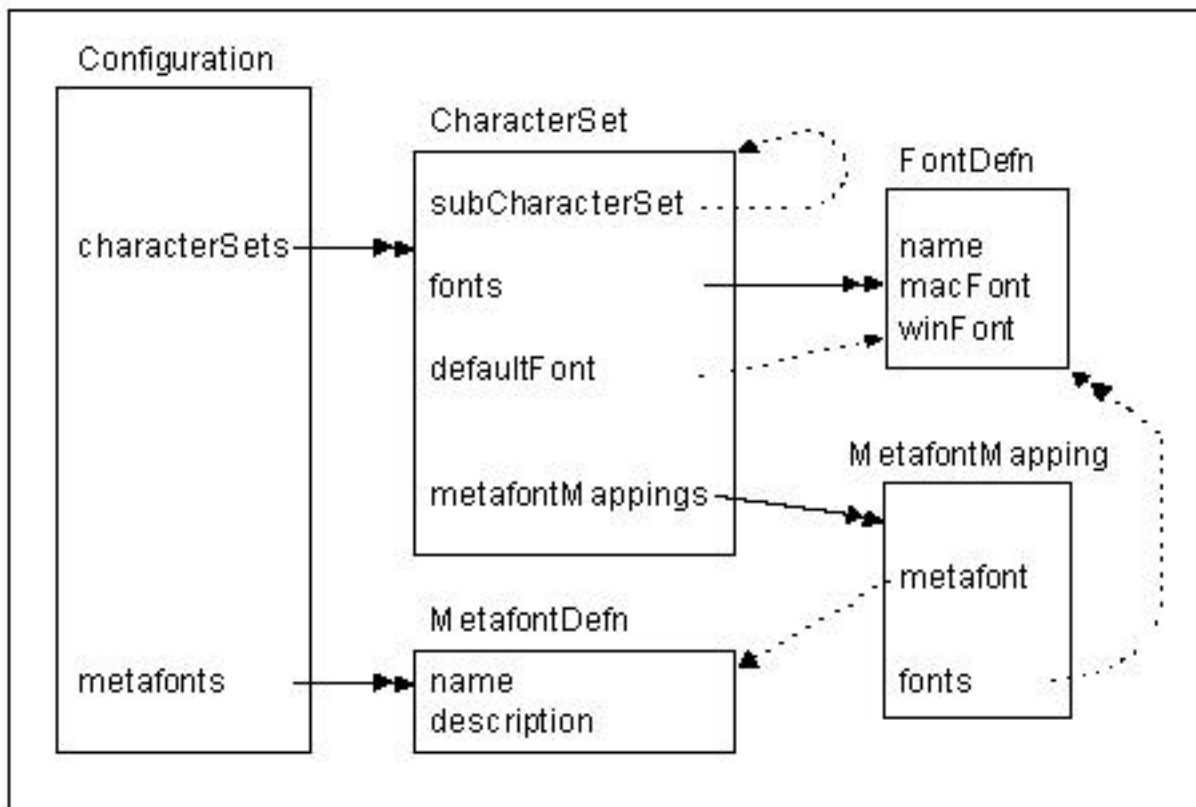 Configuration
characterSets
metafonts
CharacterSet
subCharacterSet
fonts
defaultFont
metafontMappings
MetafontDefn
name
description
FontDefn
name
macFont
winFont
MetafontMapping
metafont
fonts